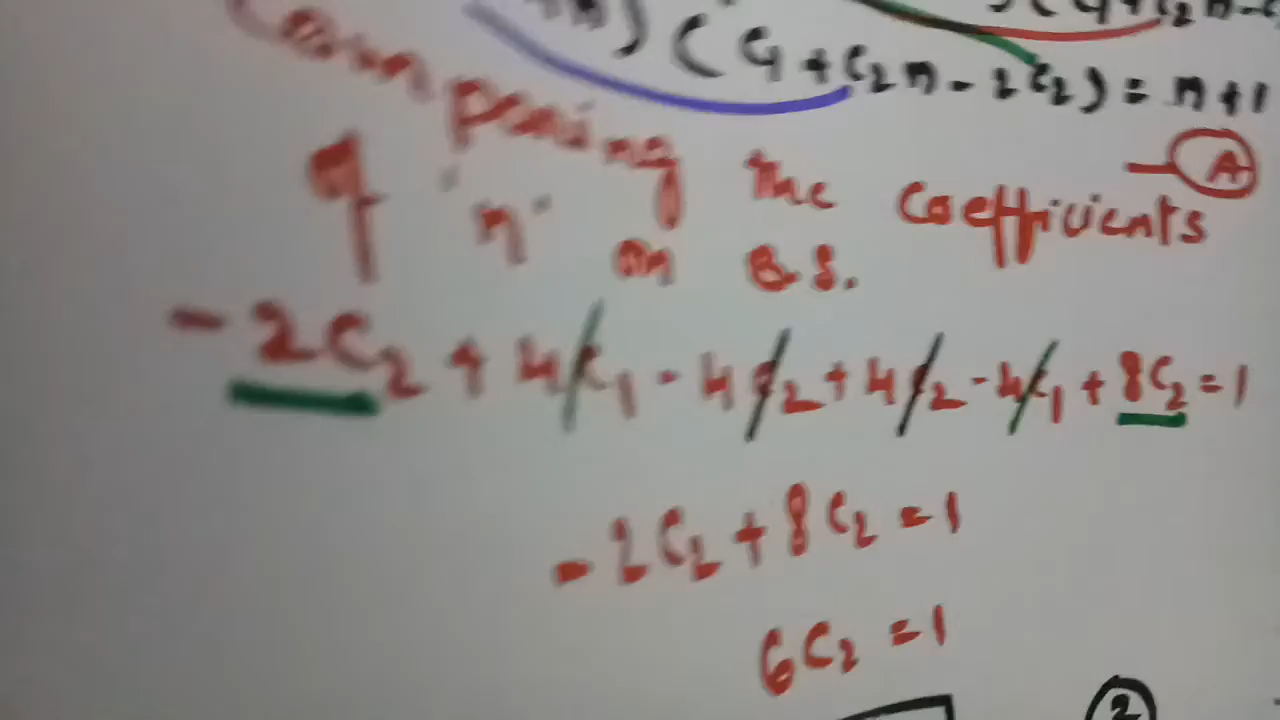 (C1+C2n-2C2) = n+1
Comparing the Coefficients
A
of 'n' on B.S.
-2C2 + 4C1 - 4C2 + 4C2 - 4C1 + 8C2 = 1
-2C2 + 8C2 = 1
6C2 = 1
2